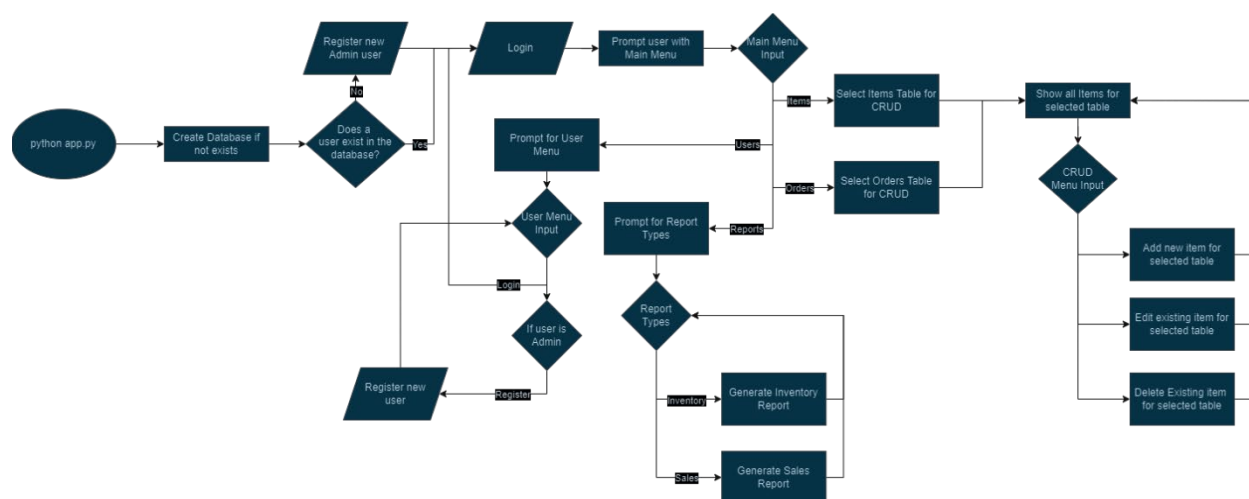 python app.py
Create Database if
not exists
Does a
user exist in the
database?
No
Yes
Register new
Admin user
Login
Prompt user with
Main Menu
Main Menu
Input
Items
Users
Orders
Reports
Select Items Table for
CRUD
Select Orders Table
for CRUD
Show all Items for
selected table
CRUD
Menu Input
Add new item for
selected table
Edit existing item for
selected table
Delete Existing item
for selected table
Prompt for User
Menu
User Menu
Input
Login
If user is
Admin
Register
Register new
user
Prompt for Report
Types
Report
Types
Inventory
Generate Inventory
Report
Sales
Generate Sales
Report